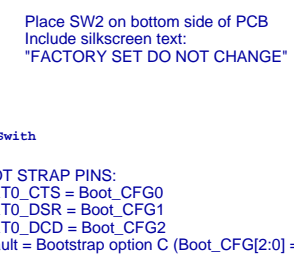 Place SW2 on bottom side of PCB
Include silkscreen text:
"FACTORY SET DO NOT CHANGE"
Swith
OT STRAP PINS:
T0_CTS = Boot_CFG0
T0_DSR = Boot_CFG1
T0_DCD = Boot_CFG2
ult = Bootstrap option C (Boot_CFG[2:0] =